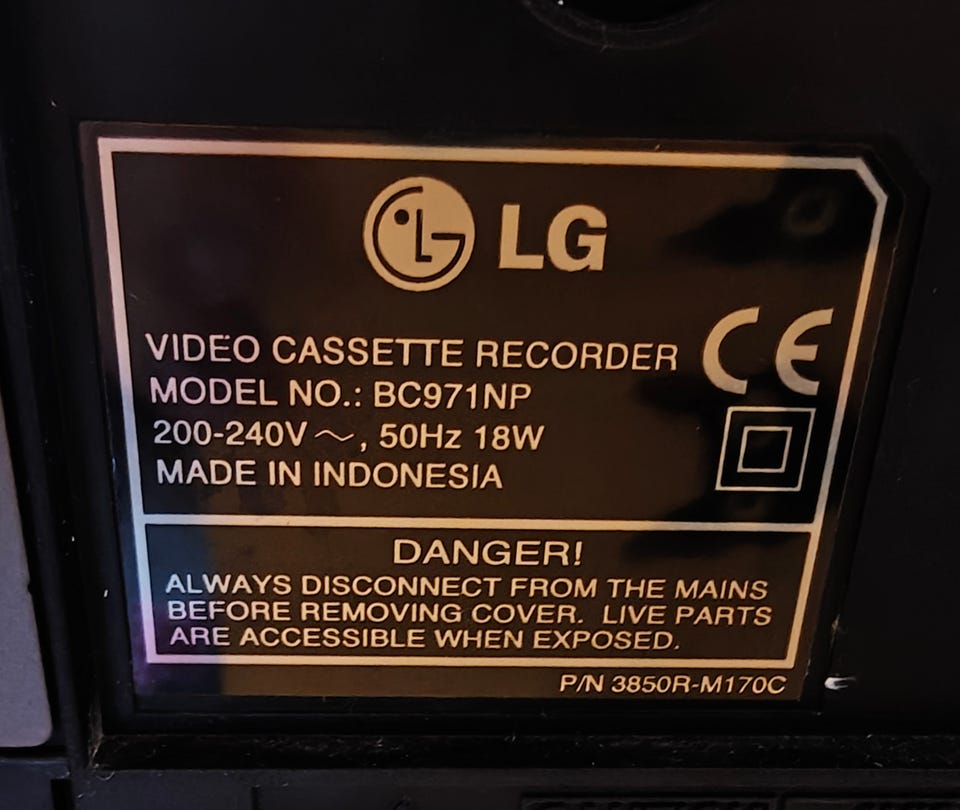 LG
VIDEO CASSETTE RECORDER
MODEL NO.: BC971NP
200-240V ~, 50Hz 18W
MADE IN INDONESIA
CE
DANGER!
ALWAYS DISCONNECT FROM THE MAINS
BEFORE REMOVING COVER. LIVE PARTS
ARE ACCESSIBLE WHEN EXPOSED.
P/N 3850R-M170C